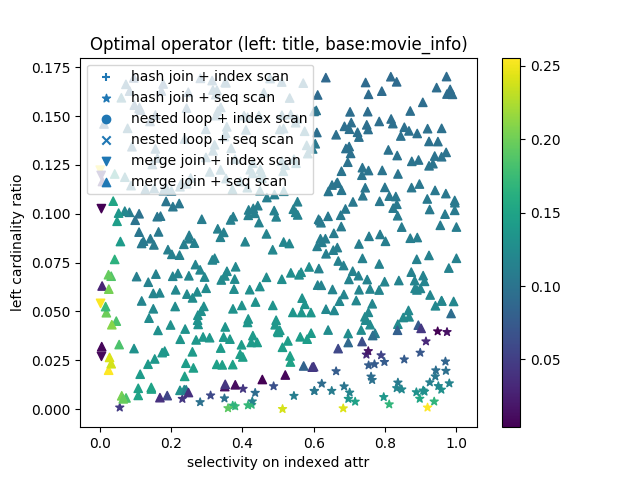 Optimal operator (left: title, base:movie_info)
hash join + index scan
hash join + seq scan
nested loop + index scan
nested loop + seq scan
merge join + index scan
merge join + seq scan
left cardinality ratio
0.175
0.150
0.125
0.100
0.075
0.050
0.025
0.000
0.0 0.2 0.4 0.6 0.8 1.0
selectivity on indexed attr
0.25
0.20
0.15
0.10
0.05